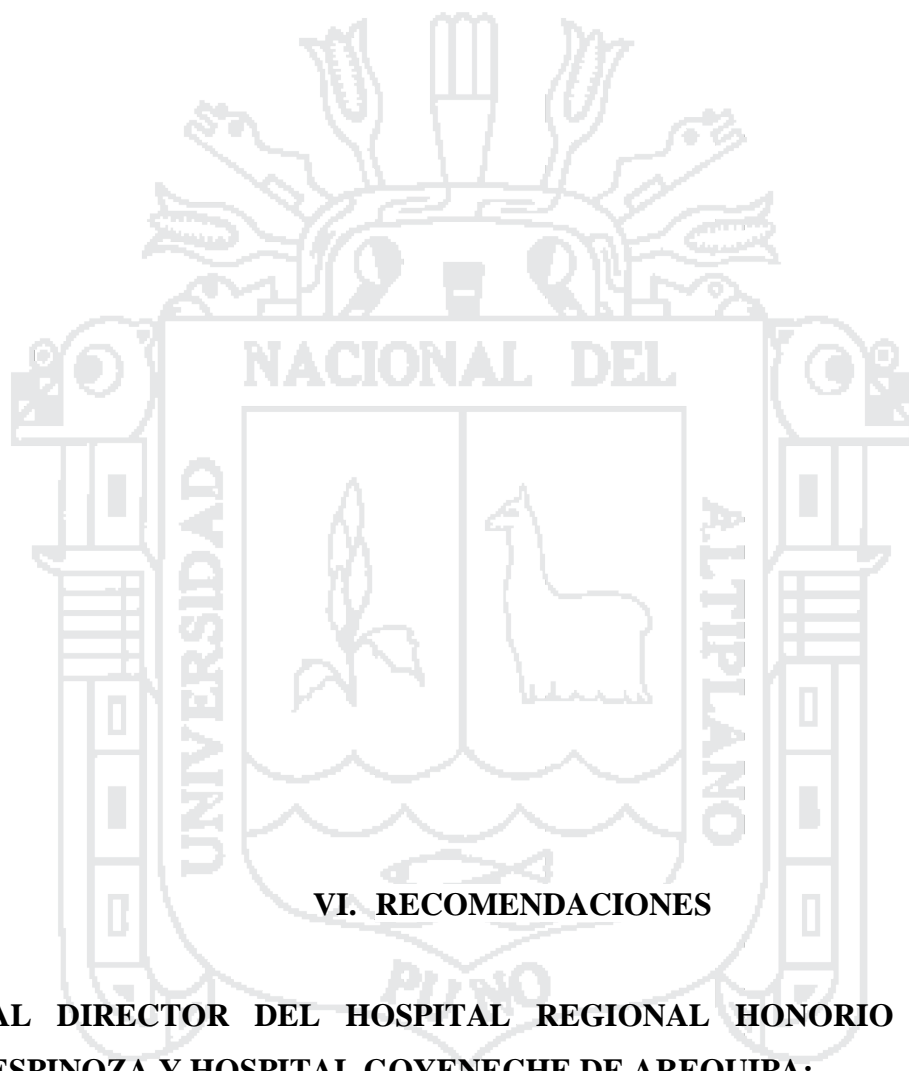 NACIONAL DEL
UNIVERSIDAD
ALTIPLANO
VI. RECOMENDACIONES
PUNO
AL DIRECTOR DEL HOSPITAL REGIONAL HONORIO
ESPINOZA Y HOSPITAL GOYENECHE DE AREQUIPA: